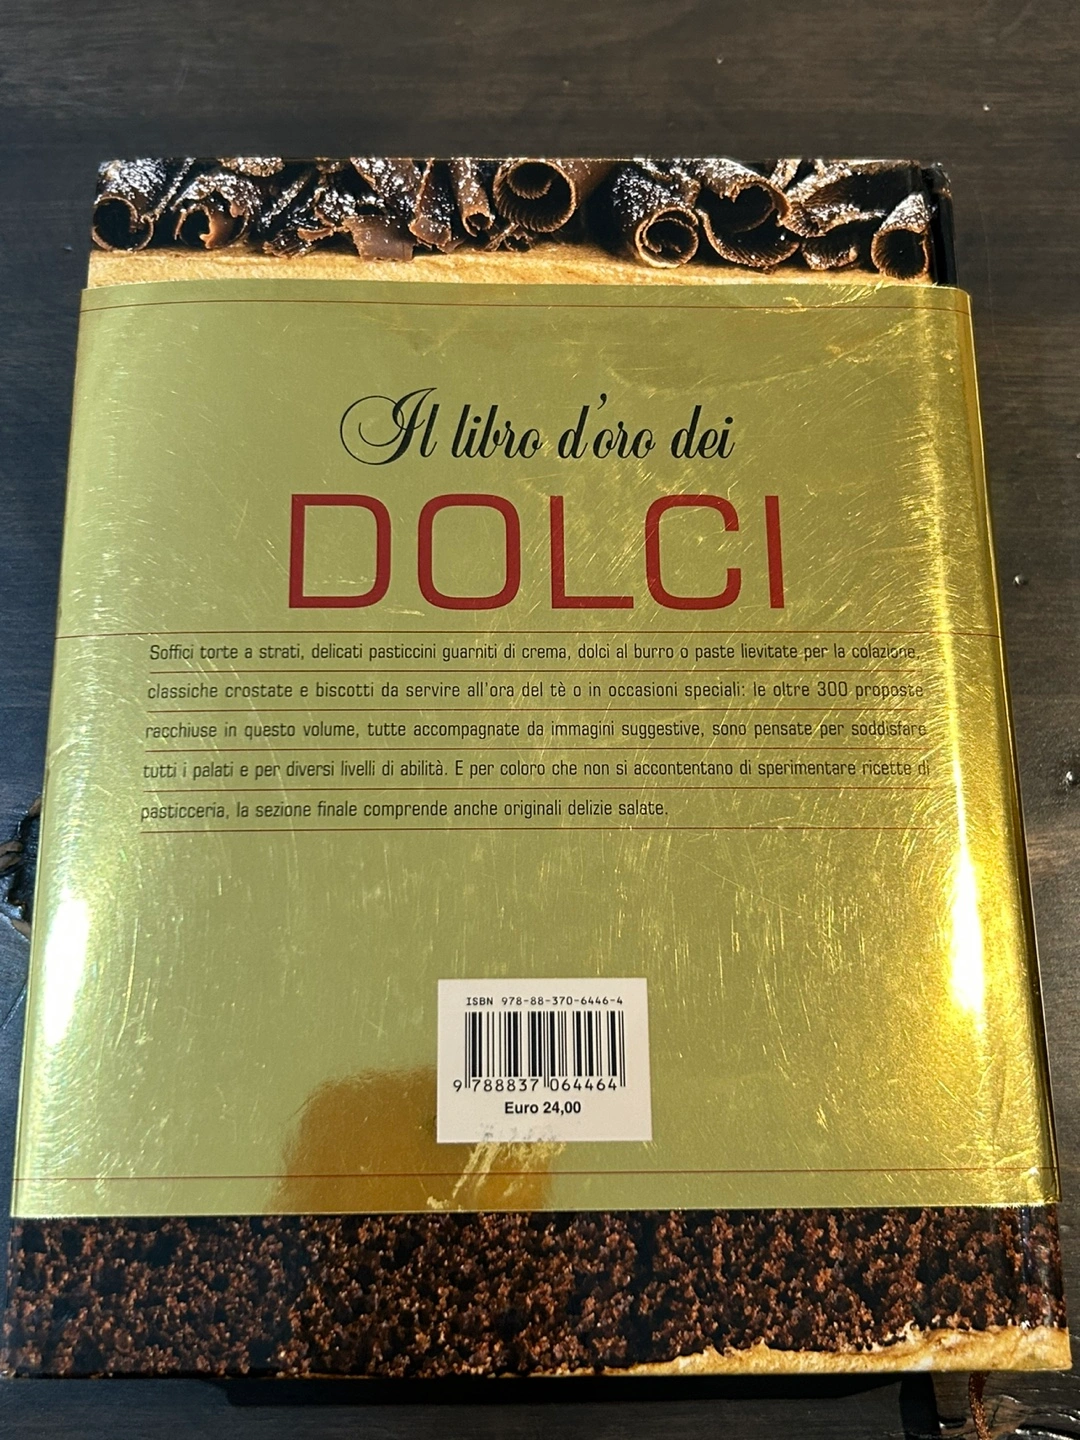 Il libro d'oro dei
DOLCI
Soffici torte a strati, delicati pasticcini guarniti di crema, dolci al burro o paste lievitate per la colazione,
classiche crostate e biscotti da servire all'ora del tè o in occasioni speciali: le oltre 300 proposte
racchiuse in questo volume, tutte accompagnate da immagini suggestive, sono pensate per soddisfare
tutti i palati e per diversi livelli di abilità. E per coloro che non si accontentano di sperimentare ricette di
pasticceria, la sezione finale comprende anche originali delizie salate.
ISBN 978-88-370-6446-4
9 788837 064464
Euro 24,00